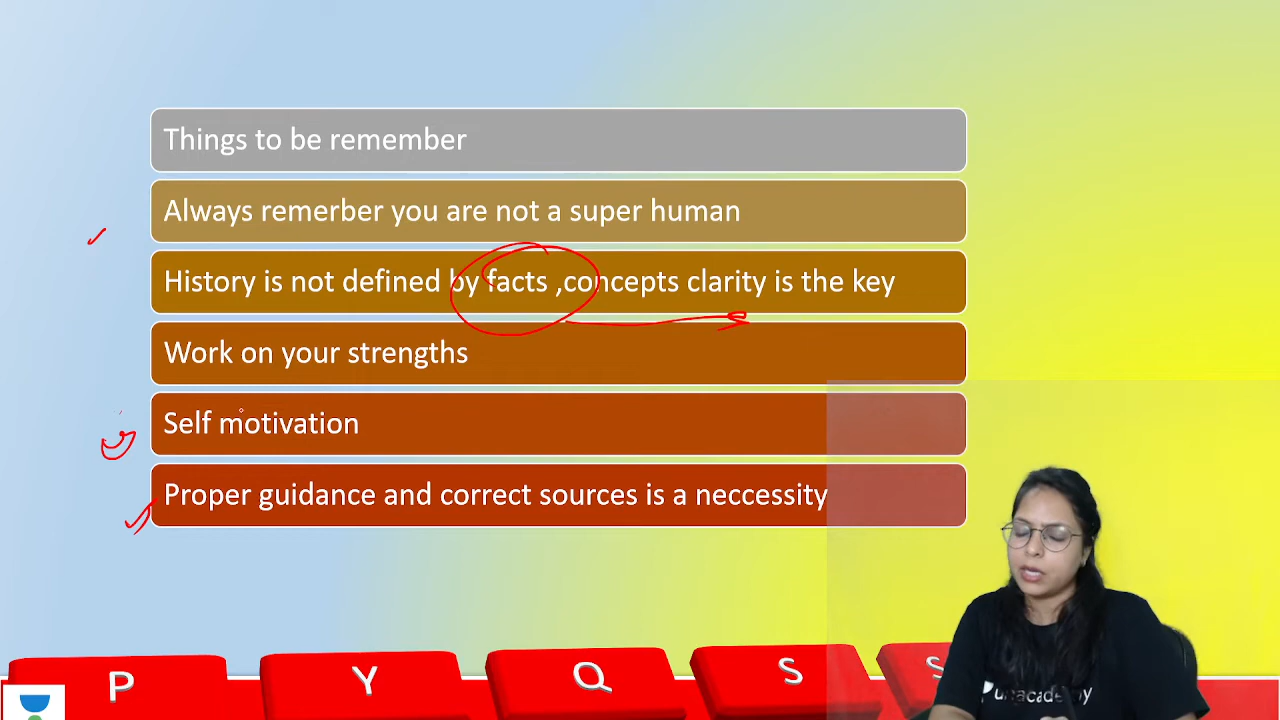 Things to be remember
Always remerber you are not a super human
History is not defined by facts ,concepts clarity is the key
Work on your strengths
Self motivation
Proper guidance and correct sources is a neccessity
P Y Q S S
unacademy